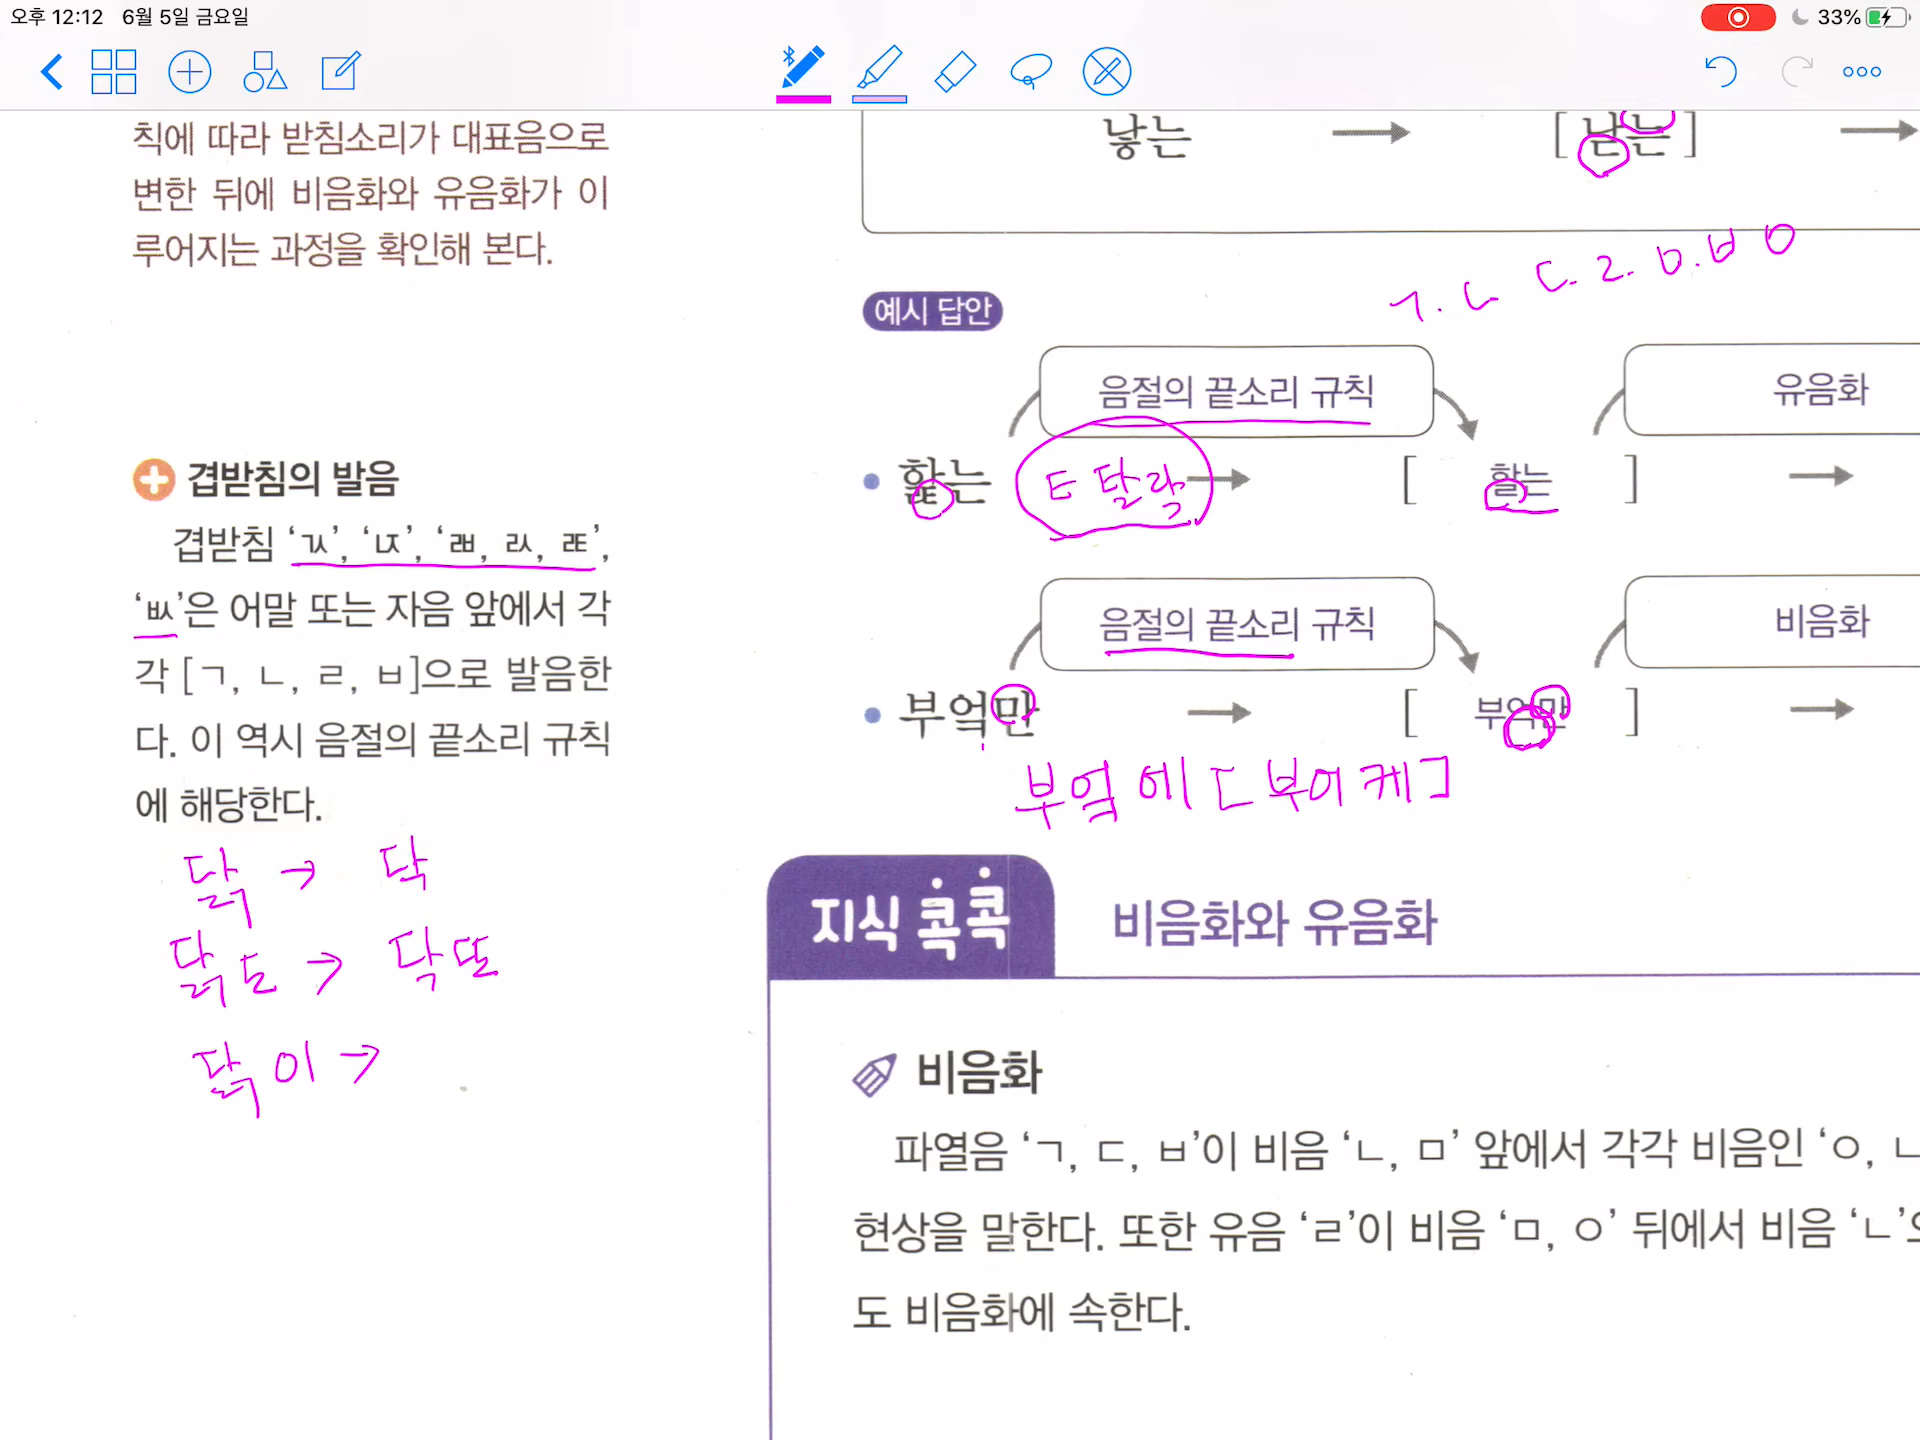 오후 12:12 6월 5일 금요일
33%
칙에 따라 받침소리가 대표음으로
변한 뒤에 비음화와 유음화가 이
루어지는 과정을 확인해 본다.
겹받침의 발음
겹받침 ‘ㄳ’, ‘ㄵ’, ‘ㄼ, ㄽ, ㄾ’,
‘ㅄ’은 어말 또는 자음 앞에서 각
각 [ㄱ, ㄴ, ㄹ, ㅂ]으로 발음한
다. 이 역시 음절의 끝소리 규칙
에 해당한다.
닭 → 닥
닭도 → 닥또
닭이 →
낳는 → [낟는] →
ㄱ. ㄴ ㄷ. ㄹ. ㅁ. ㅂ ㅇ
예시 답안
음절의 끝소리 규칙 유음화
• 핥는 ㅌ탈락 → [ 할는 ] →
음절의 끝소리 규칙 비음화
• 부엌만 → [ 부억만 ] →
부엌에 [부어케]
지식 콕콕 비음화와 유음화
비음화
파열음 ‘ㄱ, ㄷ, ㅂ’이 비음 ‘ㄴ, ㅁ’ 앞에서 각각 비음인 ‘ㅇ, ㄴ
현상을 말한다. 또한 유음 ‘ㄹ’이 비음 ‘ㅁ, ㅇ’ 뒤에서 비음 ‘ㄴ’으
도 비음화에 속한다.